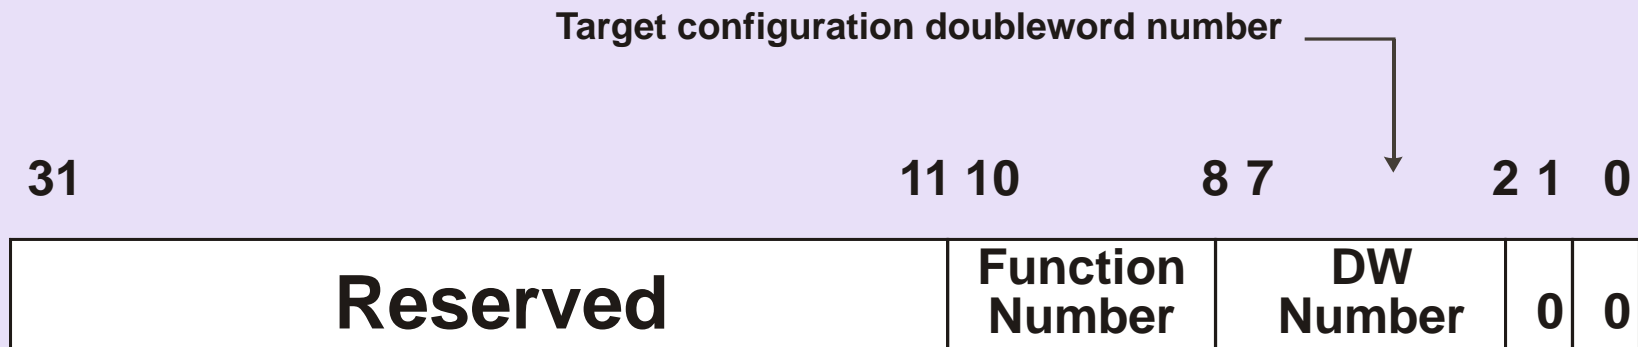 Target configuration doubleword number
31 11 10 8 7 2 1 0
Reserved Function Number DW Number 0 0